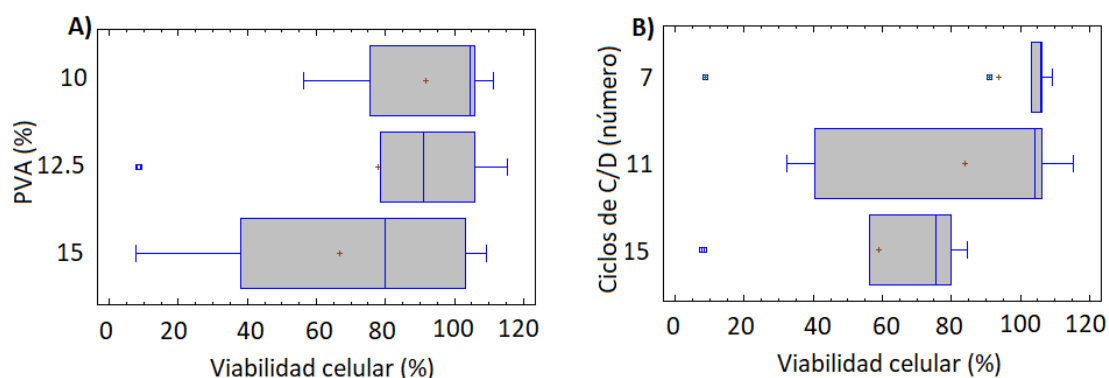 A)
PVA (%)
10
12.5
15
0 20 40 60 80 100 120
Viabilidad celular (%)
B)
Ciclos de C/D (número)
7
11
15
0 20 40 60 80 100 120
Viabilidad celular (%)